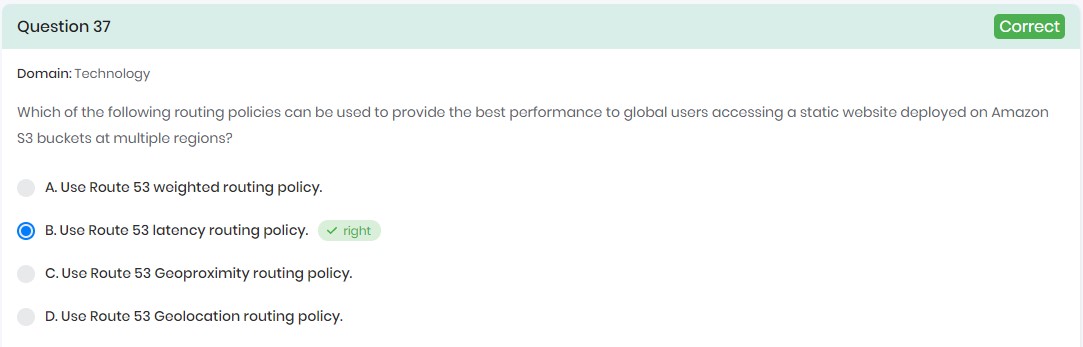 Question 37 Correct
Domain: Technology
Which of the following routing policies can be used to provide the best performance to global users accessing a static website deployed on Amazon
S3 buckets at multiple regions?
A. Use Route 53 weighted routing policy.
B. Use Route 53 latency routing policy. right
C. Use Route 53 Geoproximity routing policy.
D. Use Route 53 Geolocation routing policy.